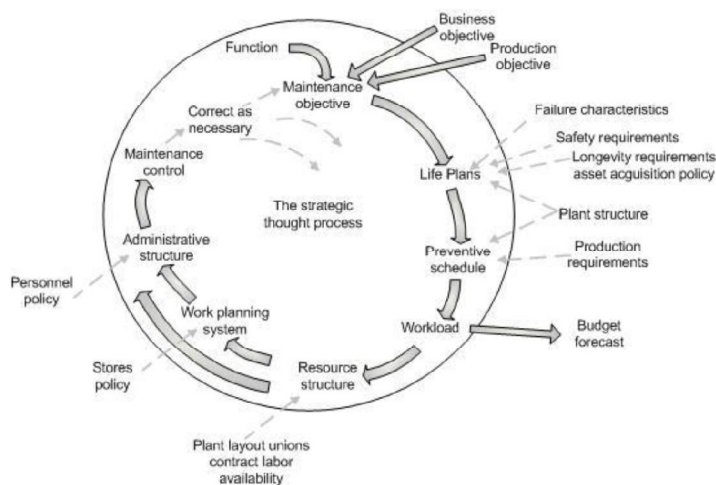 Business
objective
Function
Production
objective
Maintenance
objective
Correct as
necessary
Failure characteristics
Safety requirements
Maintenance
control
Longevity requirements
asset acquisition policy
Life Plans
The strategic
thought process
Plant structure
Administrative
structure
Preventive
schedule
Production
requirements
Personnel
policy
Work planning
system
Workload
Budget
forecast
Stores
policy
Resource
structure
Plant layout unions
contract labor
availability